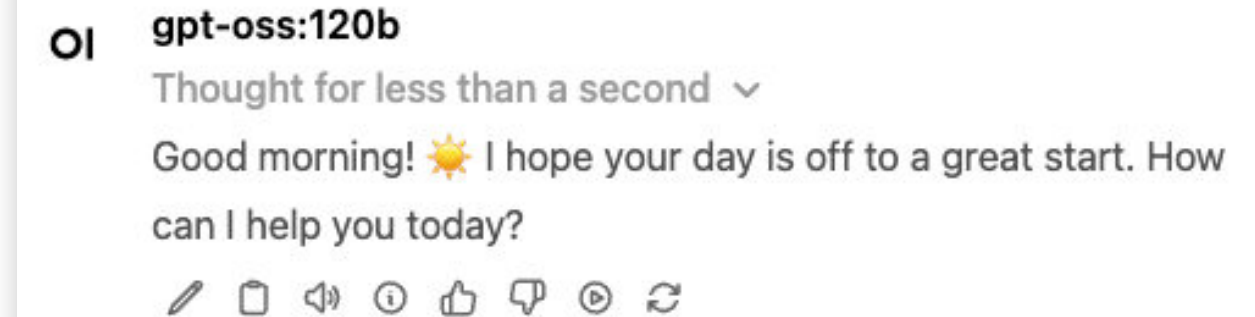 OI
gpt-oss:120b
Thought for less than a second
Good morning! ☀️ I hope your day is off to a great start. How
can I help you today?